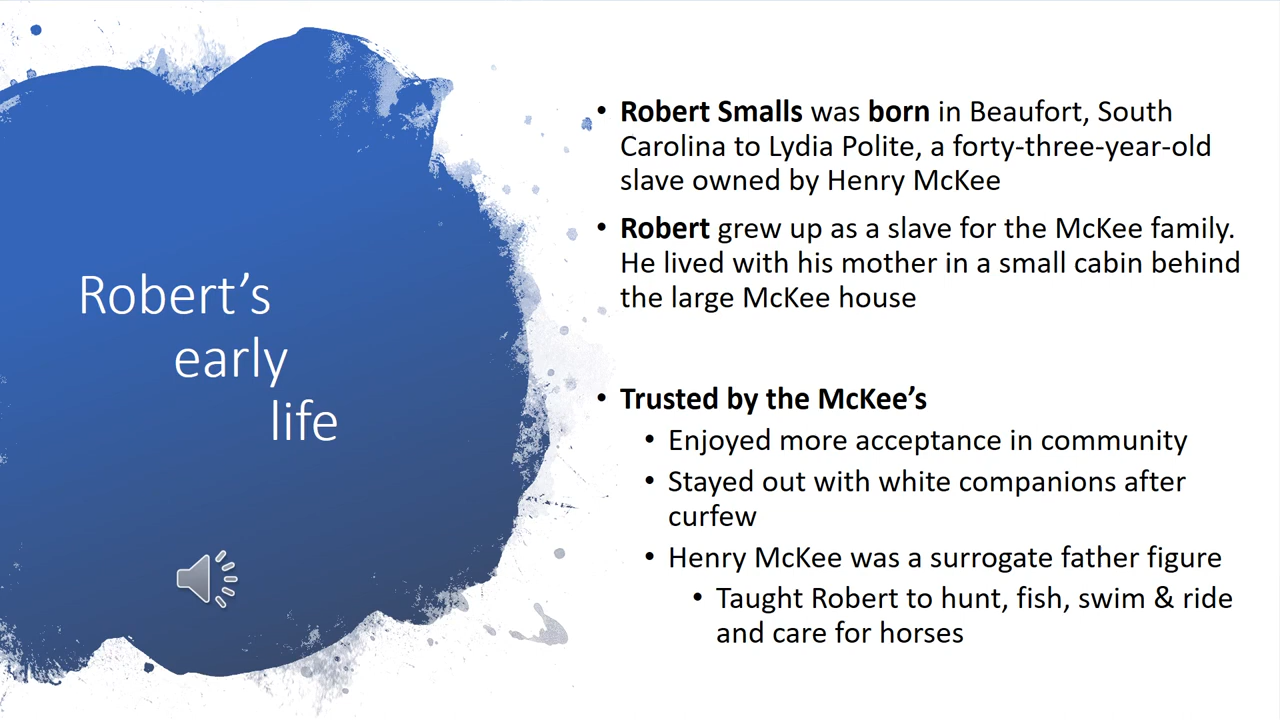 Robert’s
early
life
• Robert Smalls was born in Beaufort, South
Carolina to Lydia Polite, a forty-three-year-old
slave owned by Henry McKee
• Robert grew up as a slave for the McKee family.
He lived with his mother in a small cabin behind
the large McKee house
• Trusted by the McKee’s
• Enjoyed more acceptance in community
• Stayed out with white companions after
curfew
• Henry McKee was a surrogate father figure
• Taught Robert to hunt, fish, swim & ride
and care for horses